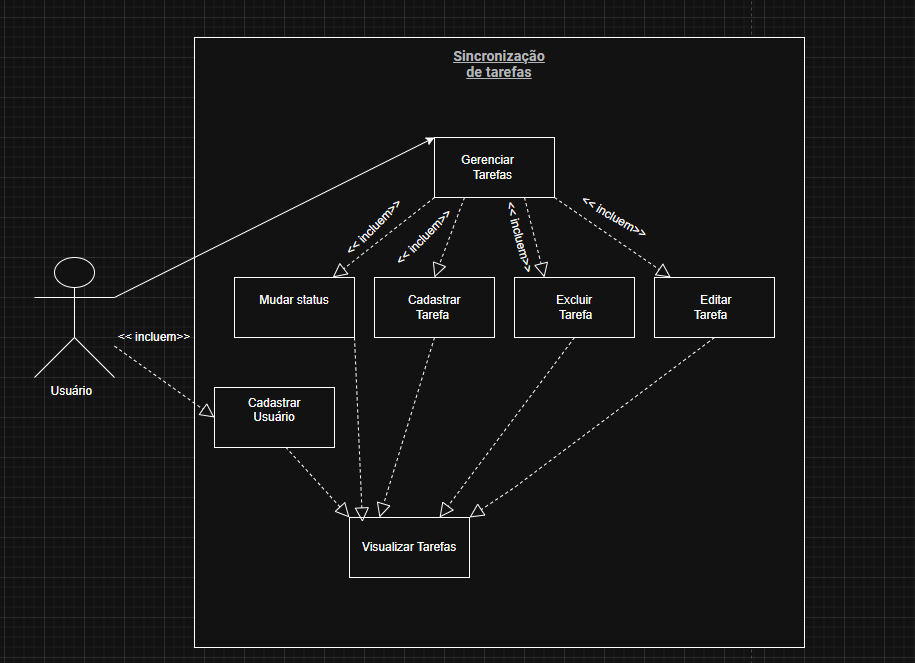 Sincronização
de tarefas
Gerenciar
Tarefas
<< incluem>>
<< incluem>>
<< incluem>>
<< incluem>>
Mudar status
Cadastrar
Tarefa
Excluir
Tarefa
Editar
Tarefa
<< incluem>>
Usuário
Cadastrar
Usuário
Visualizar Tarefas